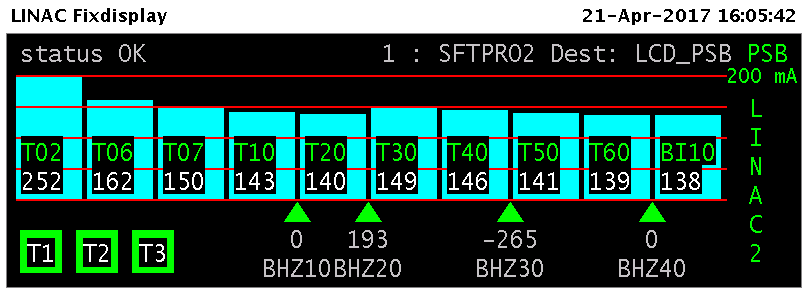 LINAC Fixdisplay 21-Apr-2017 16:05:42
status OK 1 : SFTPRO2 Dest: LCD_PSB PSB
200 mA
T02 T06 T07 T10 T20 T30 T40 T50 T60 BI10
252 162 150 143 140 149 146 141 139 138
LINAC2
0 193 -265 0
T1 T2 T3
BHZ10 BHZ20 BHZ30 BHZ40